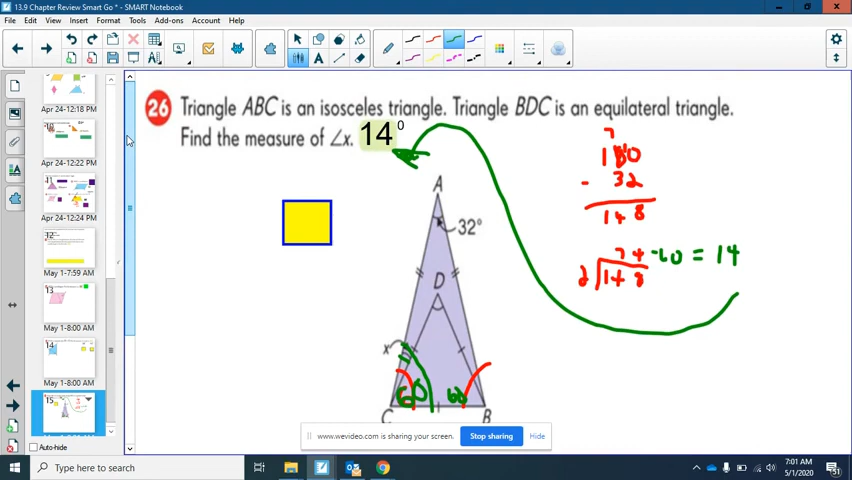 13.9 Chapter Review Smart Go * - SMART Notebook
File Edit View Insert Format Tools Add-ons Account Help
Apr 24-12:18 PM
Apr 24-12:22 PM
Apr 24-12:24 PM
May 1-7:59 AM
May 1-8:00 AM
May 1-8:00 AM
Auto-hide
26 Triangle ABC is an isosceles triangle. Triangle BDC is an equilateral triangle.
Find the measure of ∠x. 14°
7
180
- 32
148
74 -60 = 14
2 148
A
32°
D
x
60 60
C B
www.wevideo.com is sharing your screen. Stop sharing Hide
Type here to search
7:01 AM
5/1/2020
51